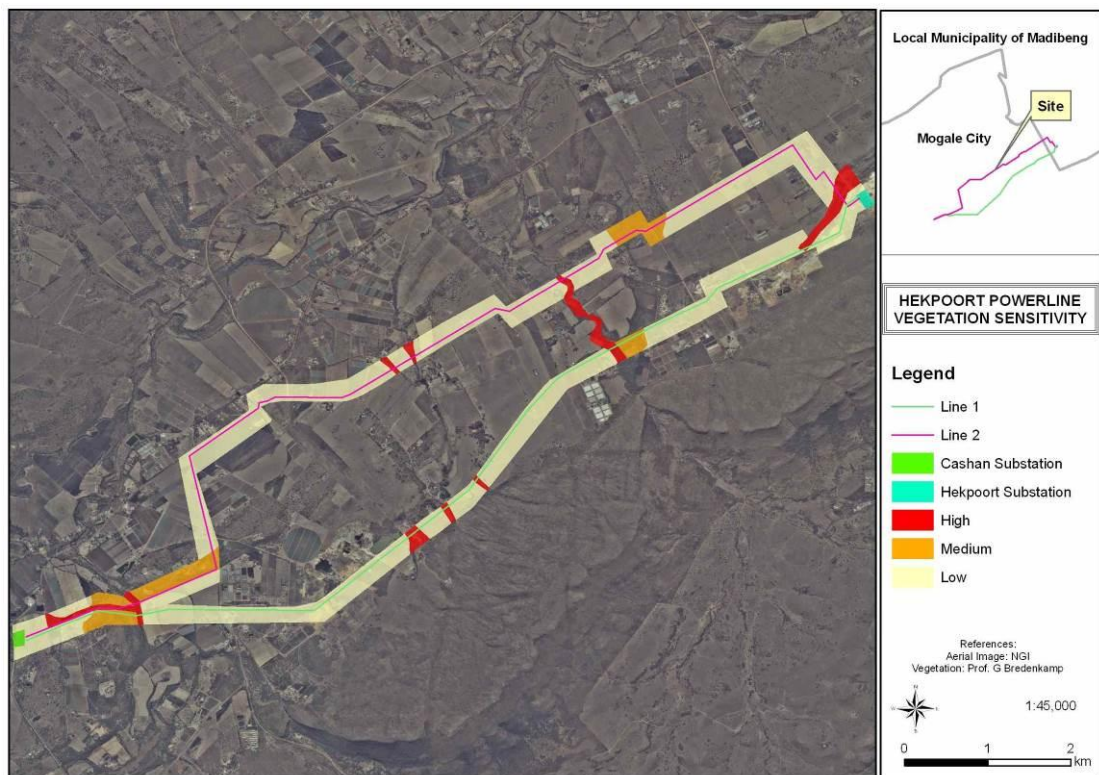 Local Municipality of Madibeng
Site
Mogale City
HEKPOORT POWERLINE
VEGETATION SENSITIVITY
Legend
Line 1
Line 2
Cashan Substation
Hekpoort Substation
High
Medium
Low
References:
Aerial Image: NGI
Vegetation: Prof. G Bredenkamp
N
W
E
S
1:45,000
0 1 2
km